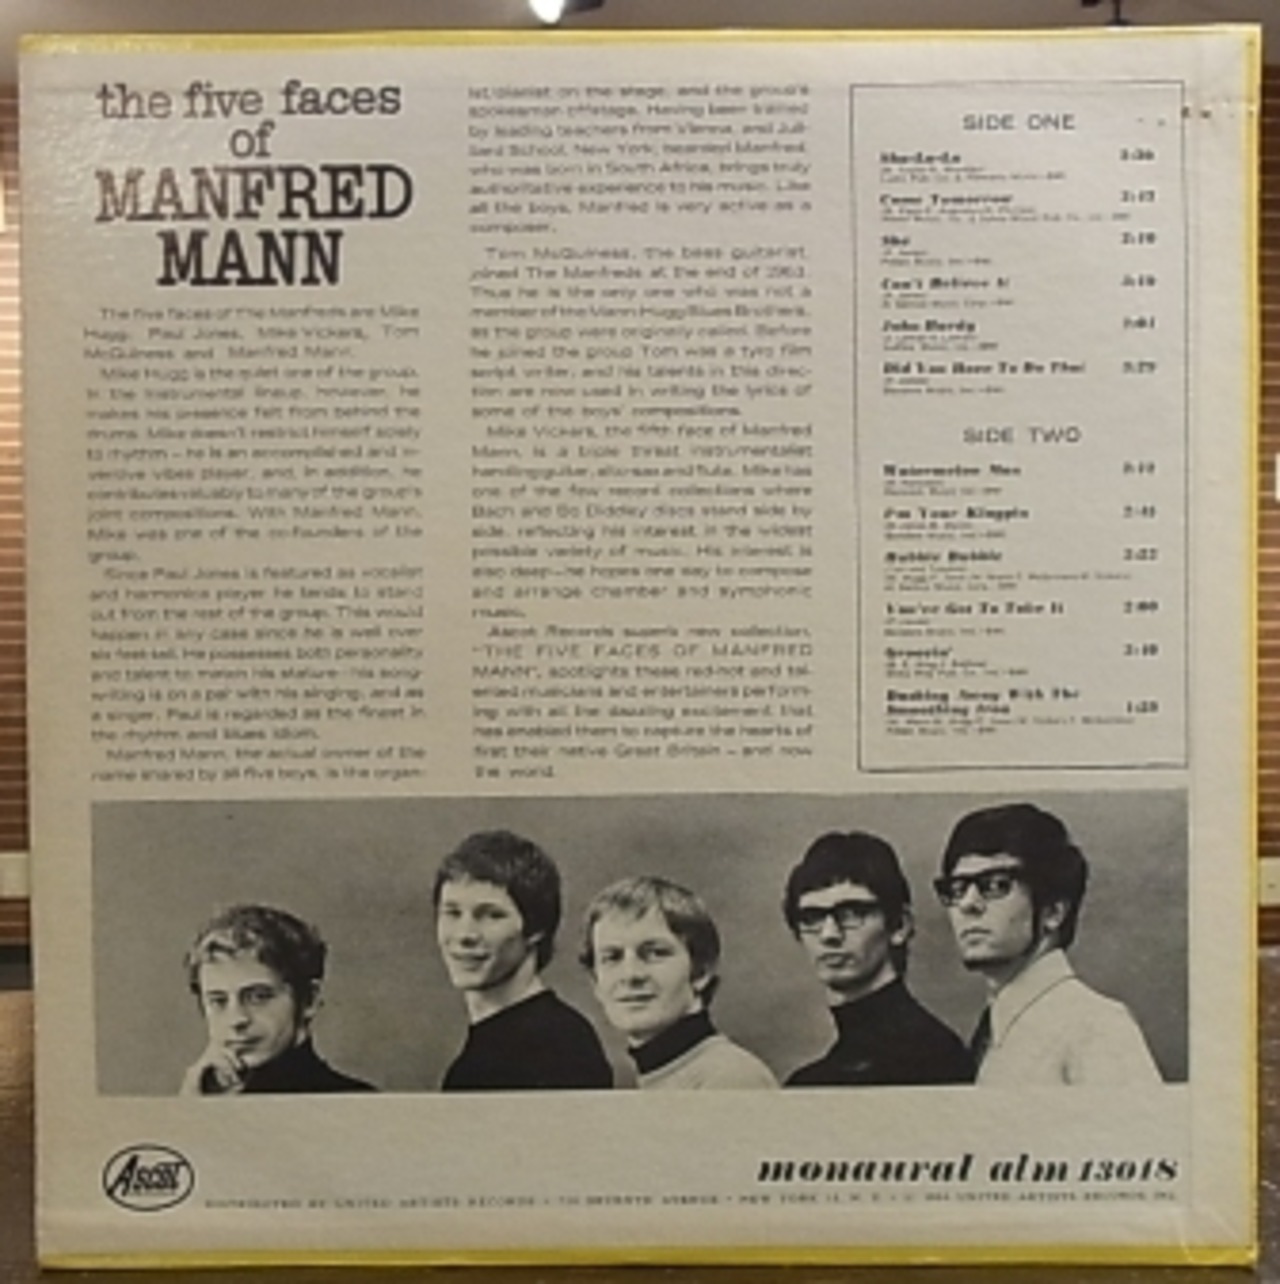 the five faces
of
MANFRED
MANN
The five faces of The Manfreds are Mike
Hugg, Paul Jones, Mike Vickers, Tom
McGuiness and Manfred Mann.
Mike Hugg is the quiet one of the group.
In the instrumental lineup, however, he
makes his presence felt from behind the
drums. Mike doesn't restrict himself solely
to rhythm – he is an accomplished and in-
ventive vibes player, and, in addition, he
contributes valuably to many of the group's
joint compositions. With Manfred Mann,
Mike was one of the co-founders of the
group.
Since Paul Jones is featured as vocalist
and harmonica player he tends to stand
out from the rest of the group. This would
happen in any case since he is well over
six feet tall. He possesses both personality
and talent to match his stature—his song-
writing is on a par with his singing, and as
a singer, Paul is regarded as the finest in
the rhythm and blues idiom.
Manfred Mann, the actual owner of the
name shared by all five boys, is the organ-
ist/pianist on the stage, and the group's
spokesman offstage. Having been trained
by leading teachers from Vienna, and Juil-
liard School, New York, bearded Manfred,
who was born in South Africa, brings truly
authoritative experience to his music. Like
all the boys, Manfred is very active as a
composer.
Tom McGuiness, the bass guitarist,
joined The Manfreds at the end of 1963.
Thus he is the only one who was not a
member of the Mann Hugg Blues Brothers,
as the group were originally called. Before
he joined the group Tom was a tyro film
script writer, and his talents in this direc-
tion are now used in writing the lyrics of
some of the boys' compositions.
Mike Vickers, the fifth face of Manfred
Mann, is a triple threat instrumentalist
handling guitar, alto sax and flute. Mike has
one of the few record collections where
Bach and Bo Diddley discs stand side by
side, reflecting his interest in the widest
possible variety of music. His interest is
also deep—he hopes one day to compose
and arrange chamber and symphonic
music.
Ascot Records superb new collection,
"THE FIVE FACES OF MANFRED
MANN", spotlights these red-hot and tal-
ented musicians and entertainers perform-
ing with all the dazzling excitement that
has enabled them to capture the hearts of
first their native Great Britain – and now
the world.
SIDE ONE
Sha-La-La
Come Tomorrow
She
Can't Believe It
John Hardy
Did You Have To Do That
SIDE TWO
Watermelon Man
I'm Your Kingpin
Hubble Bubble
You've Got To Take It
Groovin'
Dashing Away With The
Smoothing Iron
Ascot
monaural alm 13018
DISTRIBUTED BY UNITED ARTISTS RECORDS • SEVENTH AVENUE • NEW YORK N. Y. • © 1964 UNITED ARTISTS RECORDS INC.